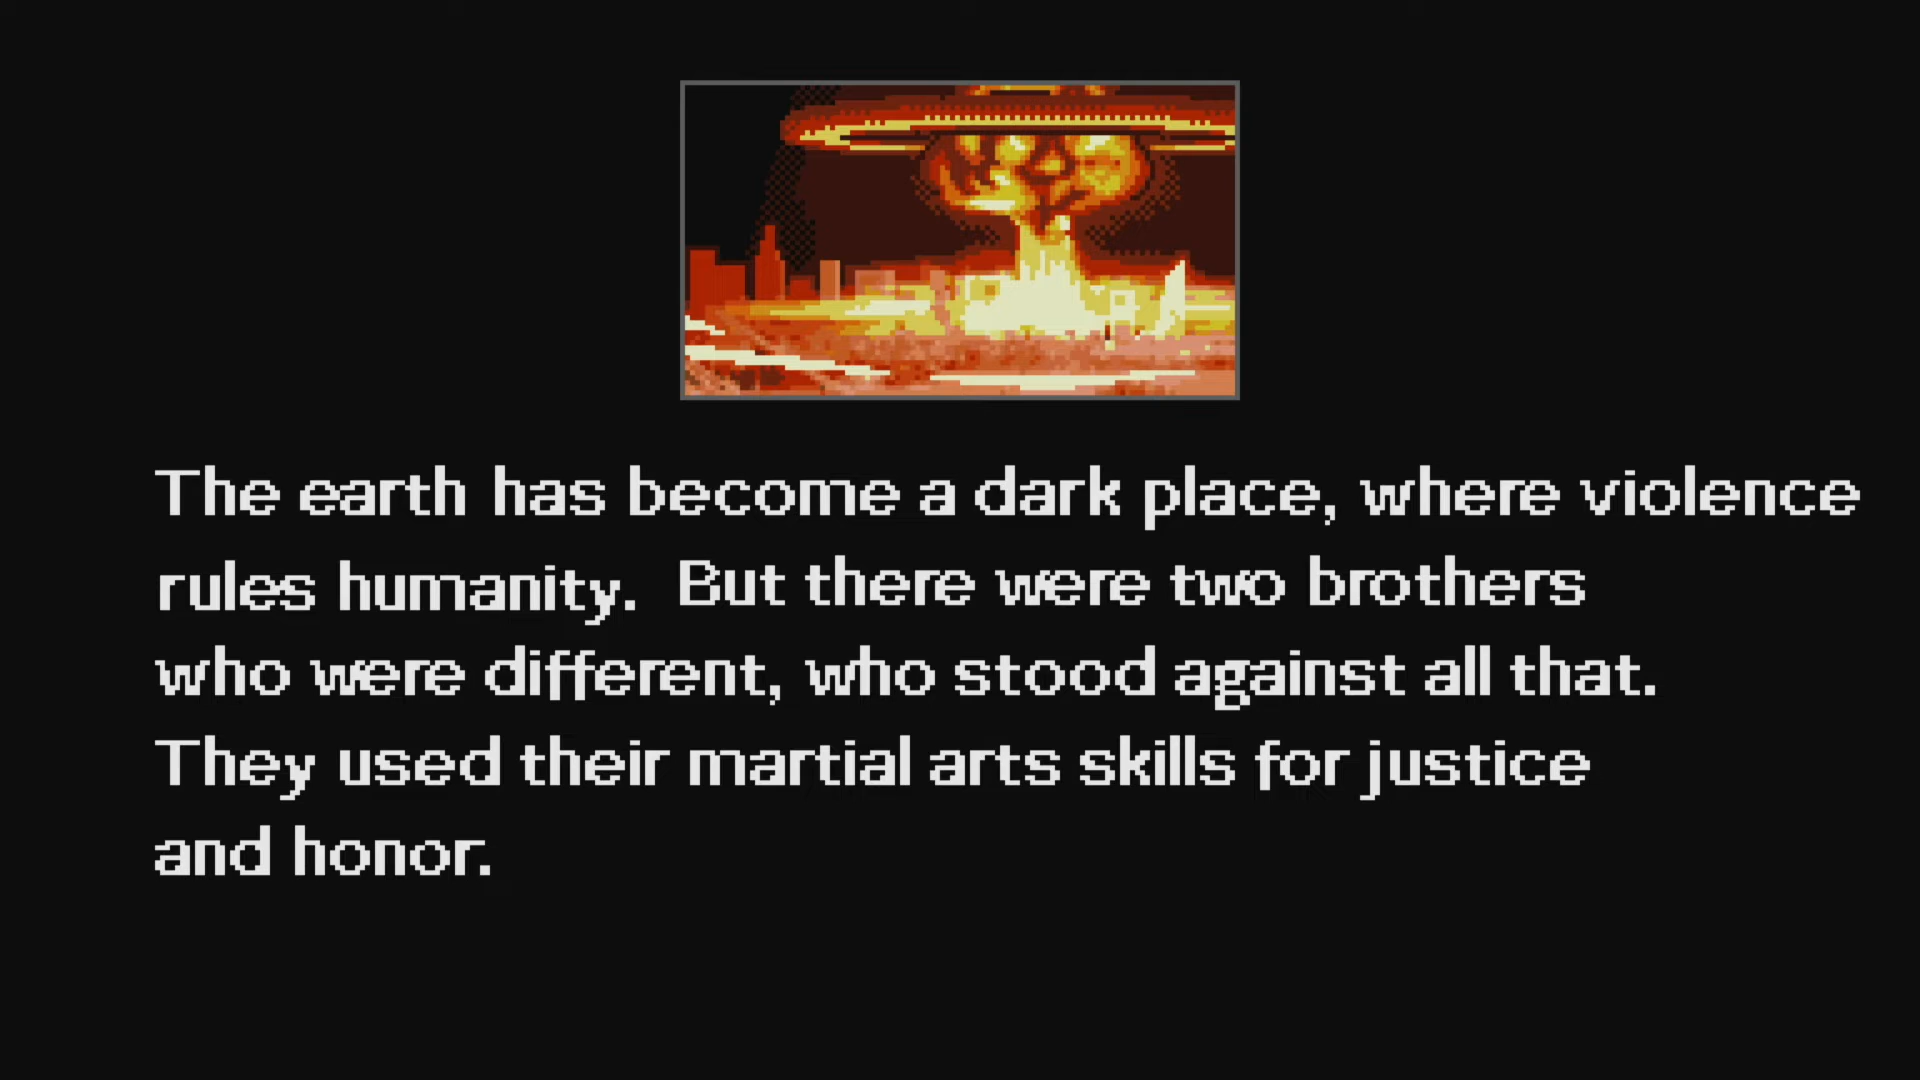 The earth has become a dark place, where violence
rules humanity.  But there were two brothers
who were different, who stood against all that.
They used their martial arts skills for justice
and honor.